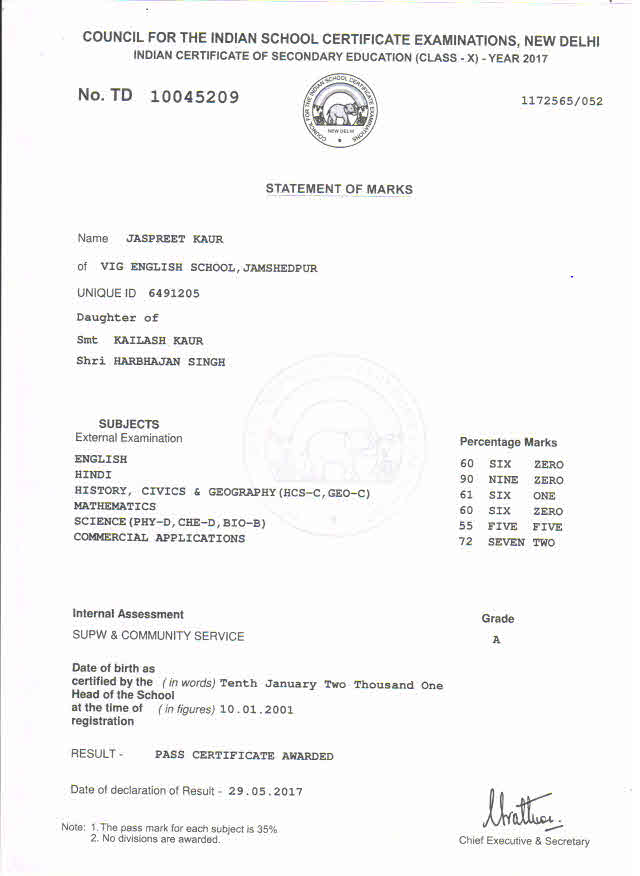 COUNCIL FOR THE INDIAN SCHOOL CERTIFICATE EXAMINATIONS, NEW DELHI
INDIAN CERTIFICATE OF SECONDARY EDUCATION (CLASS - X) - YEAR 2017
No. TD 10045209
1172565/052
COUNCIL FOR THE INDIAN SCHOOL CERTIFICATE EXAMINATIONS
NEW DELHI
STATEMENT OF MARKS
Name JASPREET KAUR
of VIG ENGLISH SCHOOL,JAMSHEDPUR
UNIQUE ID 6491205
Daughter of
Smt KAILASH KAUR
Shri HARBHAJAN SINGH
SUBJECTS
External Examination Percentage Marks
ENGLISH 60 SIX ZERO
HINDI 90 NINE ZERO
HISTORY, CIVICS & GEOGRAPHY(HCS-C,GEO-C) 61 SIX ONE
MATHEMATICS 60 SIX ZERO
SCIENCE(PHY-D,CHE-D,BIO-B) 55 FIVE FIVE
COMMERCIAL APPLICATIONS 72 SEVEN TWO
Internal Assessment Grade
SUPW & COMMUNITY SERVICE A
Date of birth as
certified by the (in words) Tenth January Two Thousand One
Head of the School
at the time of (in figures) 10.01.2001
registration
RESULT - PASS CERTIFICATE AWARDED
Date of declaration of Result - 29.05.2017
Note: 1. The pass mark for each subject is 35%
2. No divisions are awarded.
Chief Executive & Secretary